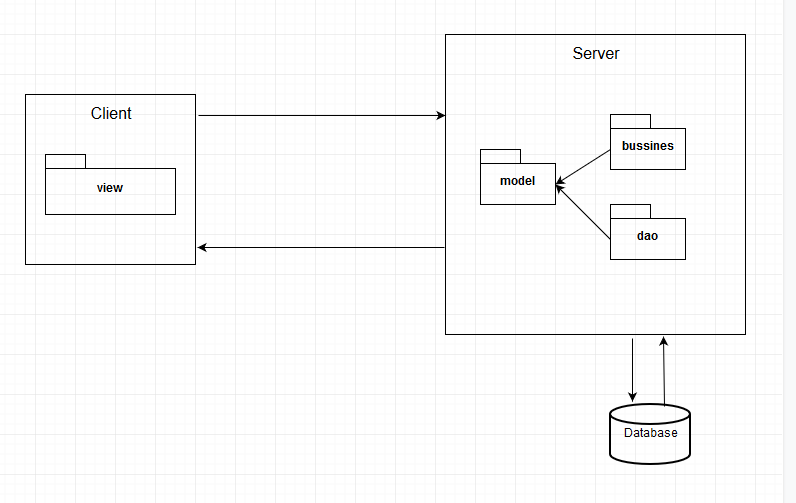 Server
Client
bussines
model
view
dao
Database